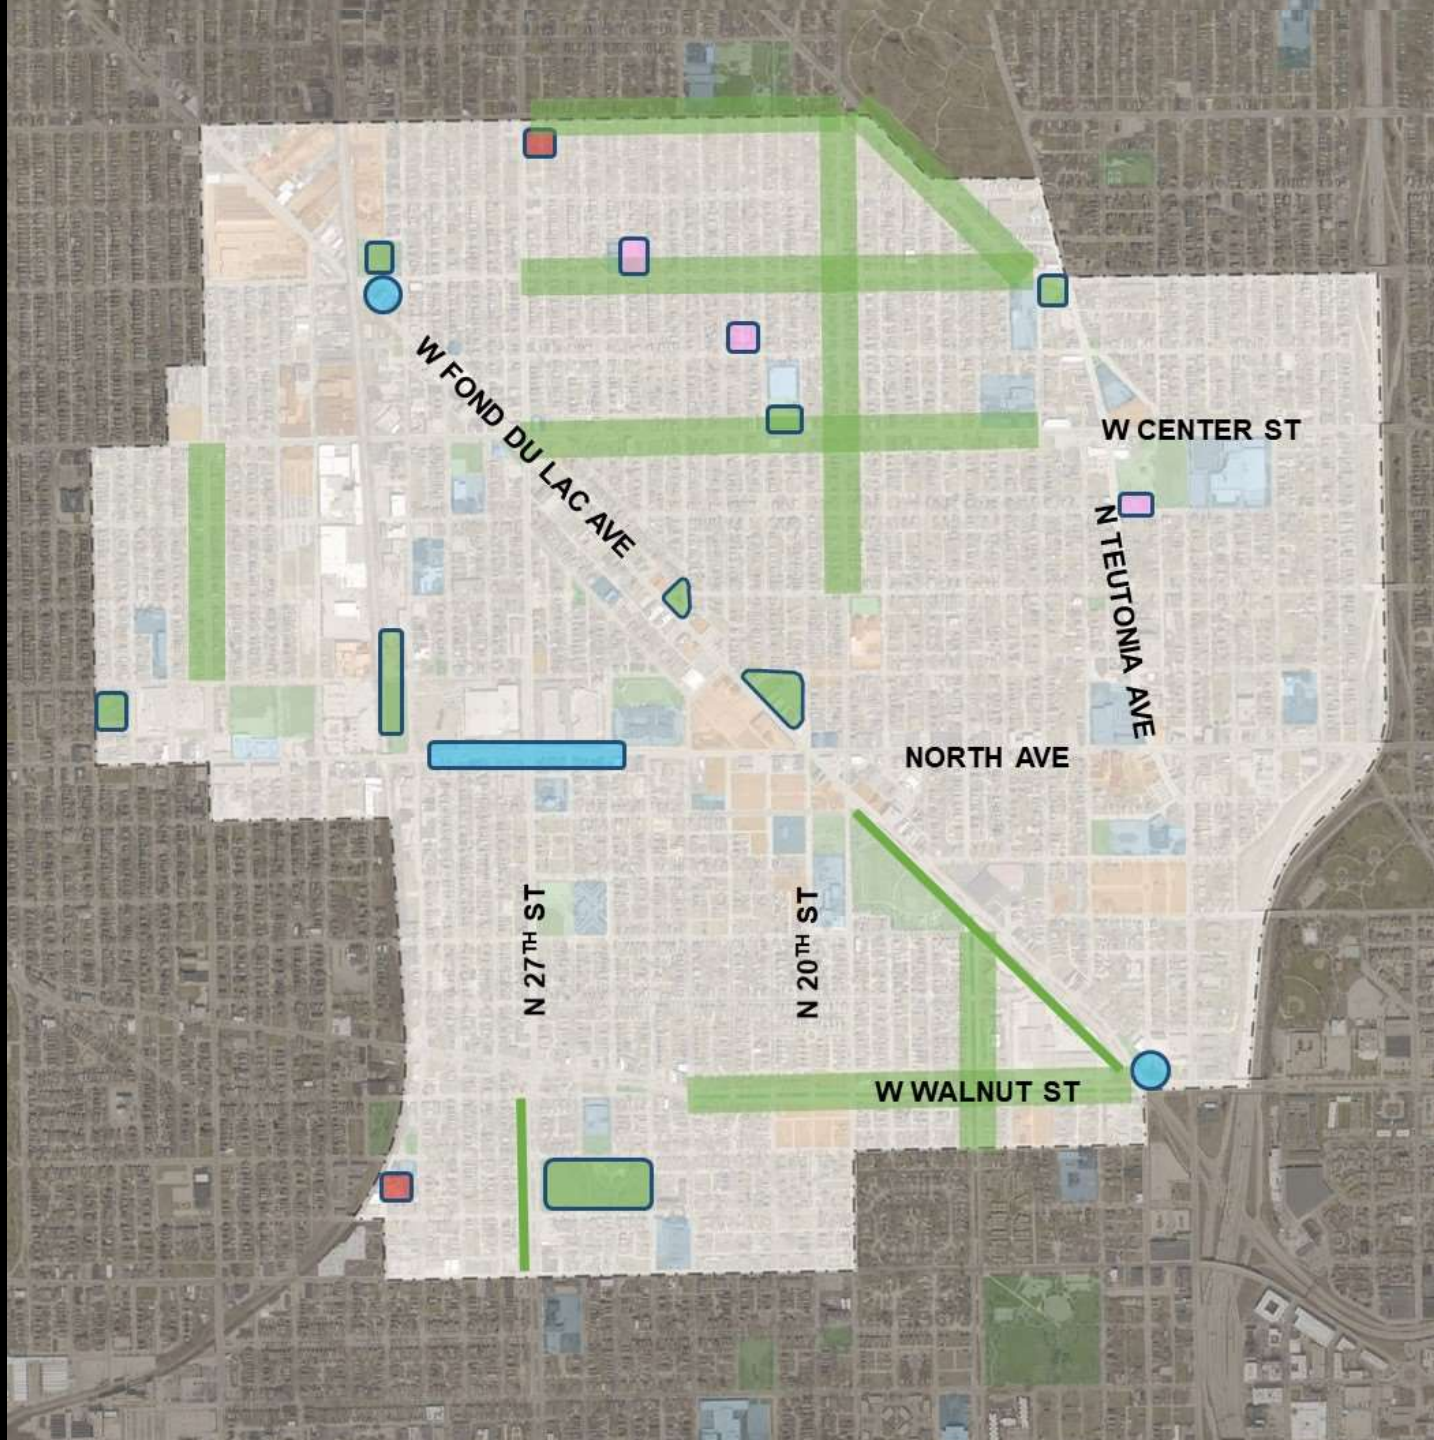 W FOND DU LAC AVE
W CENTER ST
N TEUTONIA AVE
NORTH AVE
N 27TH ST
N 20TH ST
W WALNUT ST